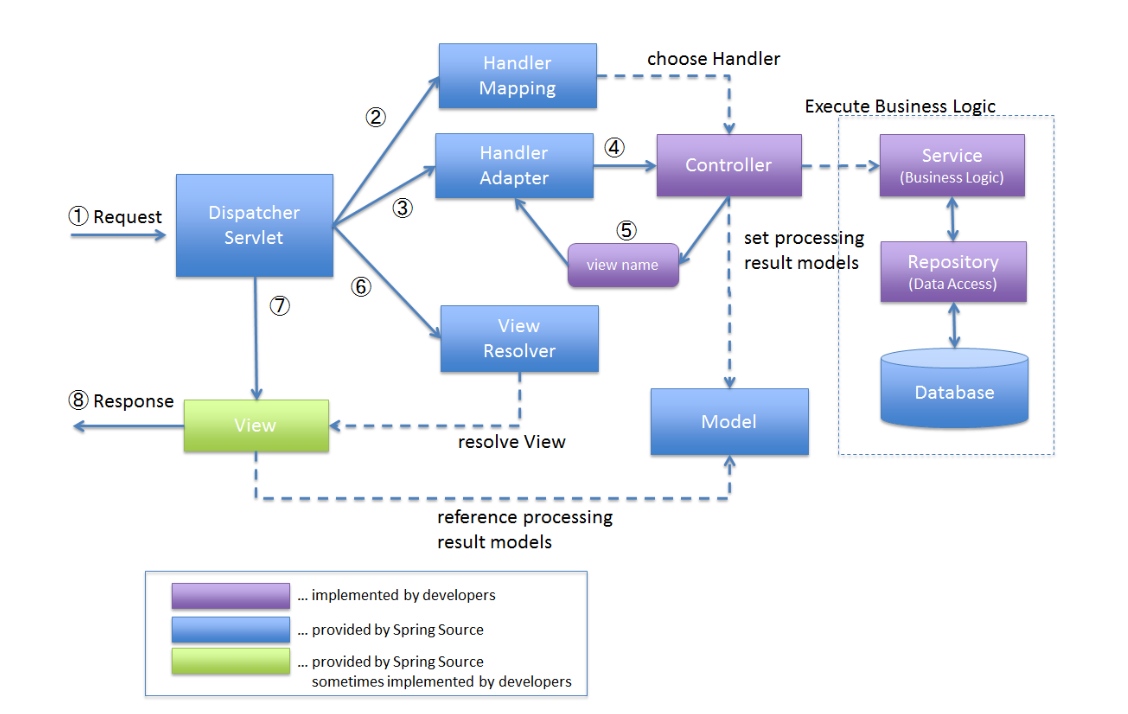 Handler
Mapping
choose Handler
Execute Business Logic
②
Handler
Adapter
④
Controller
Service
(Business Logic)
① Request
Dispatcher
Servlet
③
⑤
view name
set processing
result models
Repository
(Data Access)
⑥
⑦
View
Resolver
Database
⑧ Response
View
resolve View
Model
reference processing
result models
... implemented by developers
... provided by Spring Source
... provided by Spring Source
sometimes implemented by developers